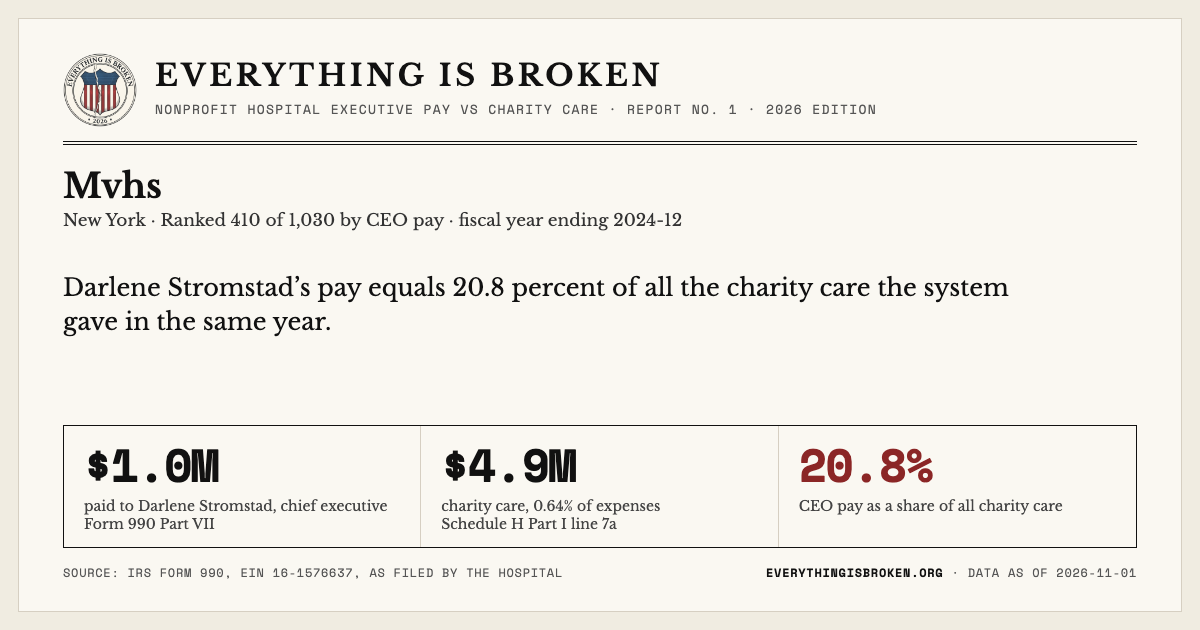 EVERYTHING IS BROKEN
· 2026 ·
EVERYTHING IS BROKEN
NONPROFIT HOSPITAL EXECUTIVE PAY VS CHARITY CARE · REPORT NO. 1 · 2026 EDITION
Mvhs
New York · Ranked 410 of 1,030 by CEO pay · fiscal year ending 2024-12
Darlene Stromstad’s pay equals 20.8 percent of all the charity care the system
gave in the same year.
$1.0M
paid to Darlene Stromstad, chief executive
Form 990 Part VII
$4.9M
charity care, 0.64% of expenses
Schedule H Part I line 7a
20.8%
CEO pay as a share of all charity care
SOURCE: IRS FORM 990, EIN 16-1576637, AS FILED BY THE HOSPITAL
EVERYTHINGISBROKEN.ORG · DATA AS OF 2026-11-01